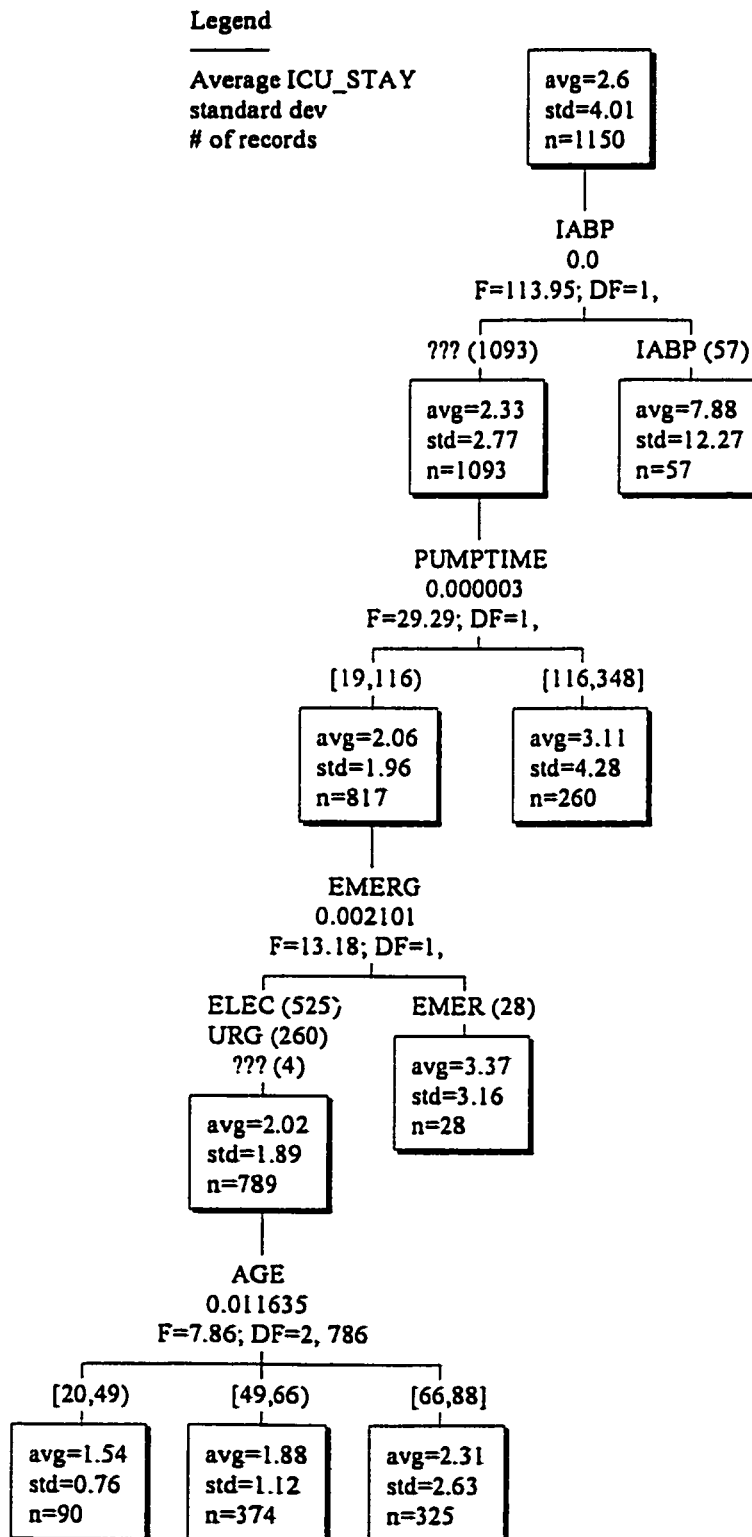 Legend
Average ICU_STAY
standard dev
# of records
avg=2.6
std=4.01
n=1150
IABP
0.0
F=113.95; DF=1,
??? (1093)
IABP (57)
avg=2.33
std=2.77
n=1093
avg=7.88
std=12.27
n=57
PUMPTIME
0.000003
F=29.29; DF=1,
[19,116)
[116,348]
avg=2.06
std=1.96
n=817
avg=3.11
std=4.28
n=260
EMERG
0.002101
F=13.18; DF=1,
ELEC (525)
URG (260)
??? (4)
EMER (28)
avg=2.02
std=1.89
n=789
avg=3.37
std=3.16
n=28
AGE
0.011635
F=7.86; DF=2, 786
[20,49)
[49,66)
[66,88]
avg=1.54
std=0.76
n=90
avg=1.88
std=1.12
n=374
avg=2.31
std=2.63
n=325